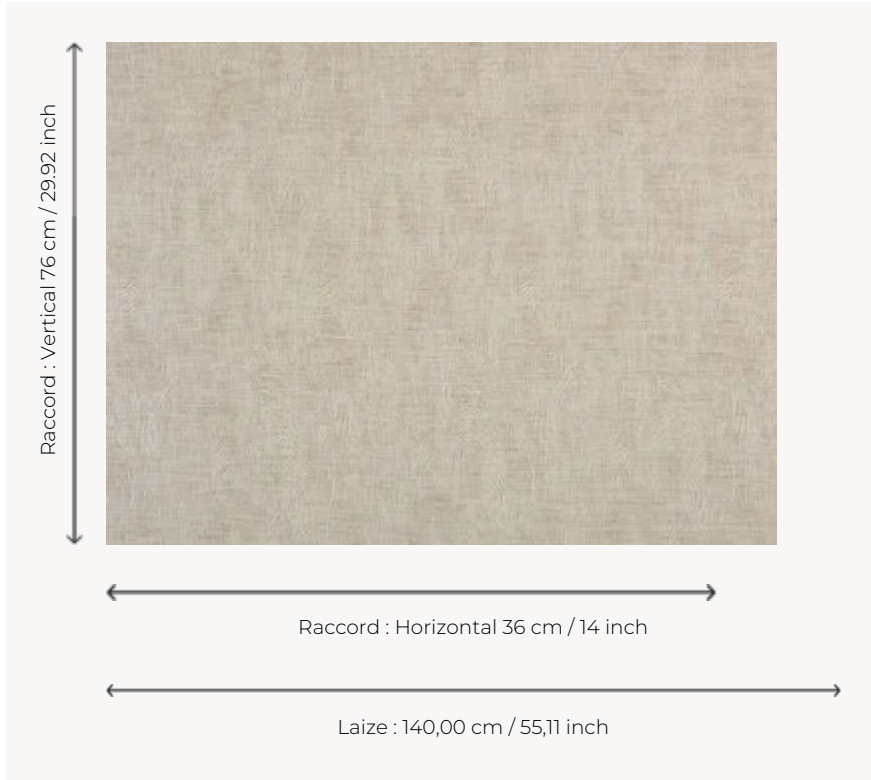 Raccord : Vertical 76 cm / 29.92 inch
Raccord : Horizontal 36 cm / 14 inch
Laize : 140,00 cm / 55,11 inch